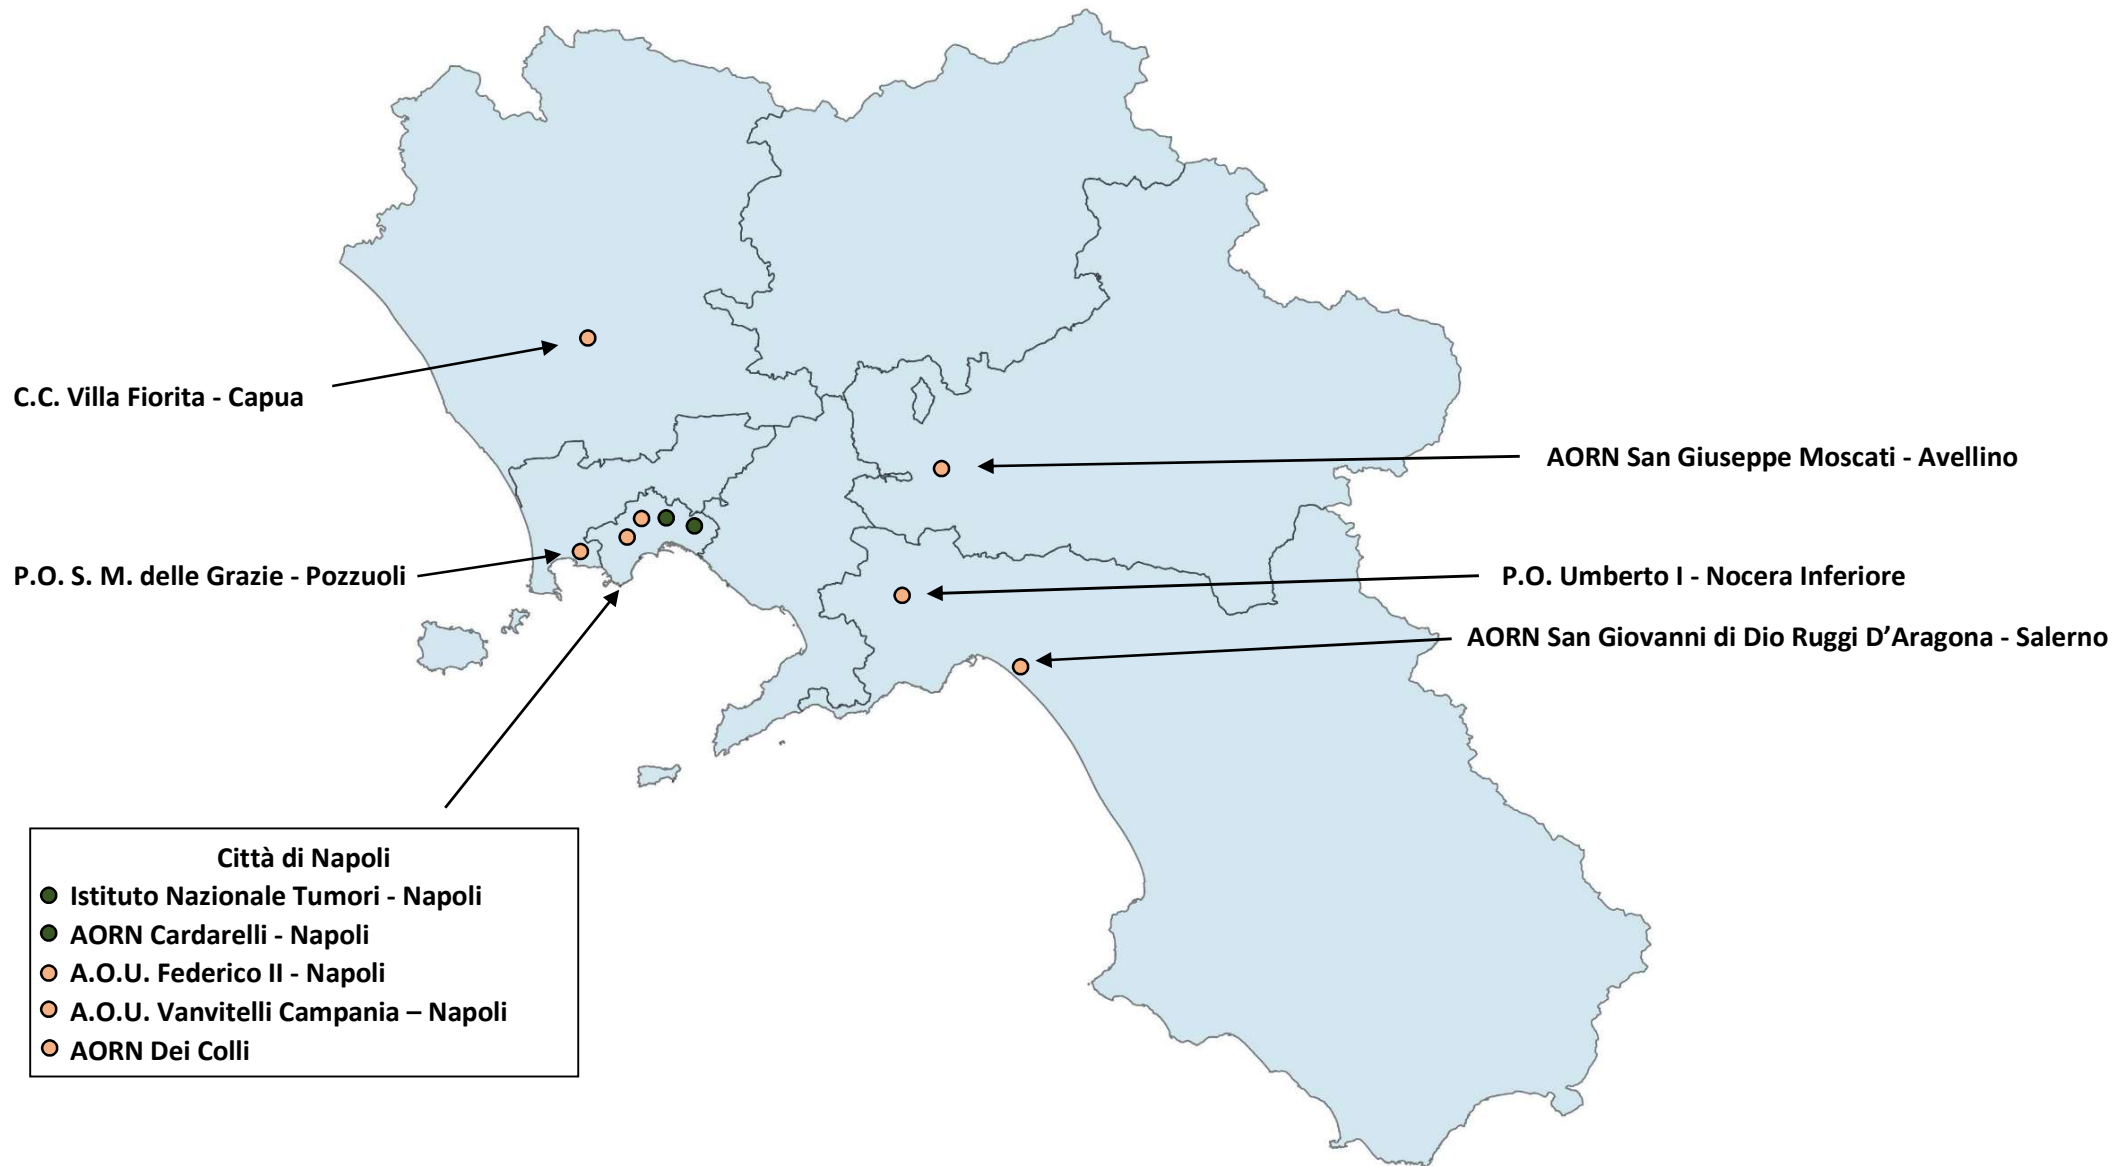 C.C. Villa Fiorita - Capua
AORN San Giuseppe Moscati - Avellino
P.O. S. M. delle Grazie - Pozzuoli
P.O. Umberto I - Nocera Inferiore
AORN San Giovanni di Dio Ruggi D’Aragona - Salerno
Città di Napoli
Istituto Nazionale Tumori - Napoli
AORN Cardarelli - Napoli
A.O.U. Federico II - Napoli
A.O.U. Vanvitelli Campania – Napoli
AORN Dei Colli